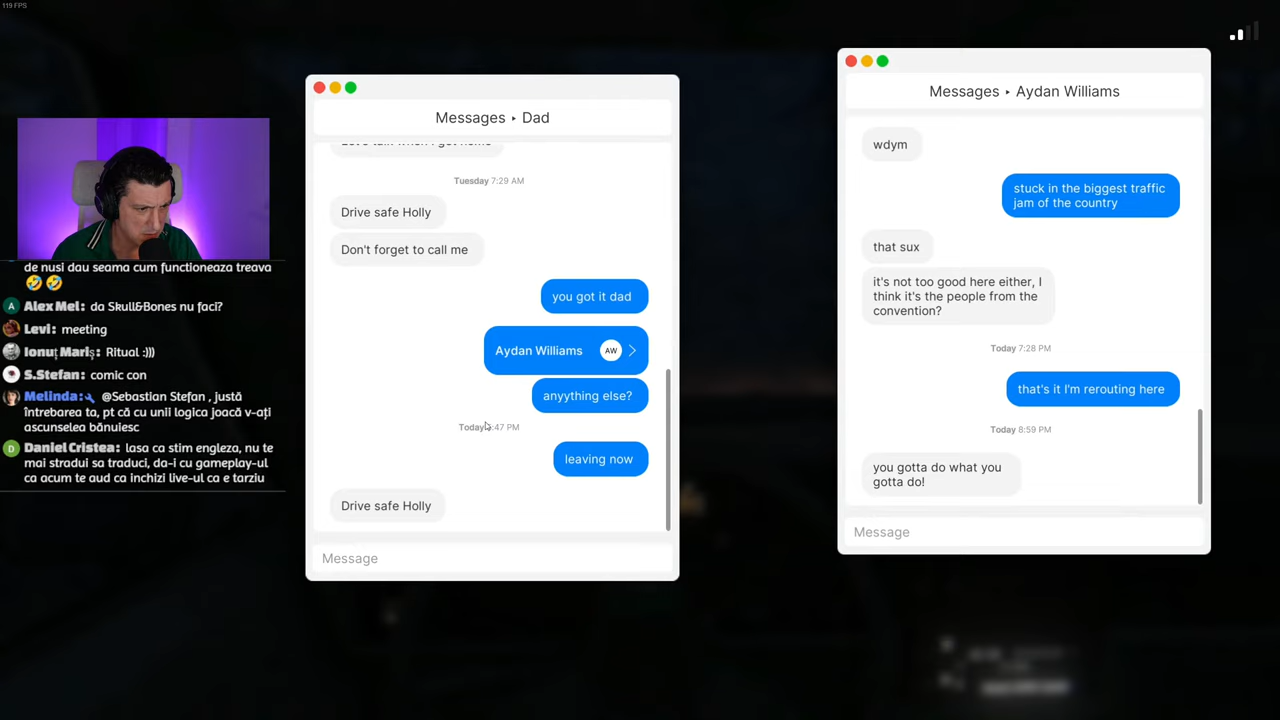 119 FPS
Messages ▸ Dad
Tuesday 7:29 AM
Drive safe Holly
Don't forget to call me
you got it dad
Aydan Williams AW
anyything else?
Today :47 PM
leaving now
Drive safe Holly
Message
Messages ▸ Aydan Williams
wdym
stuck in the biggest traffic
jam of the country
that sux
it's not too good here either, I
think it's the people from the
convention?
Today 7:28 PM
that's it I'm rerouting here
Today 8:59 PM
you gotta do what you
gotta do!
Message
de nusi dau seama cum functioneaza treava
🤣 🤣
A Alex Mel: da Skull&Bones nu faci?
Levi: meeting
Ionuț Mariș: Ritual :)))
S.Stefan: comic con
Melinda: @Sebastian Stefan , justă
întrebarea ta, pt că cu unii logica joacă v-ați
ascunselea bănuiesc
D Daniel Cristea: lasa ca stim engleza, nu te
mai stradui sa traduci, da-i cu gameplay-ul
ca acum te aud ca inchizi live-ul ca e tarziu